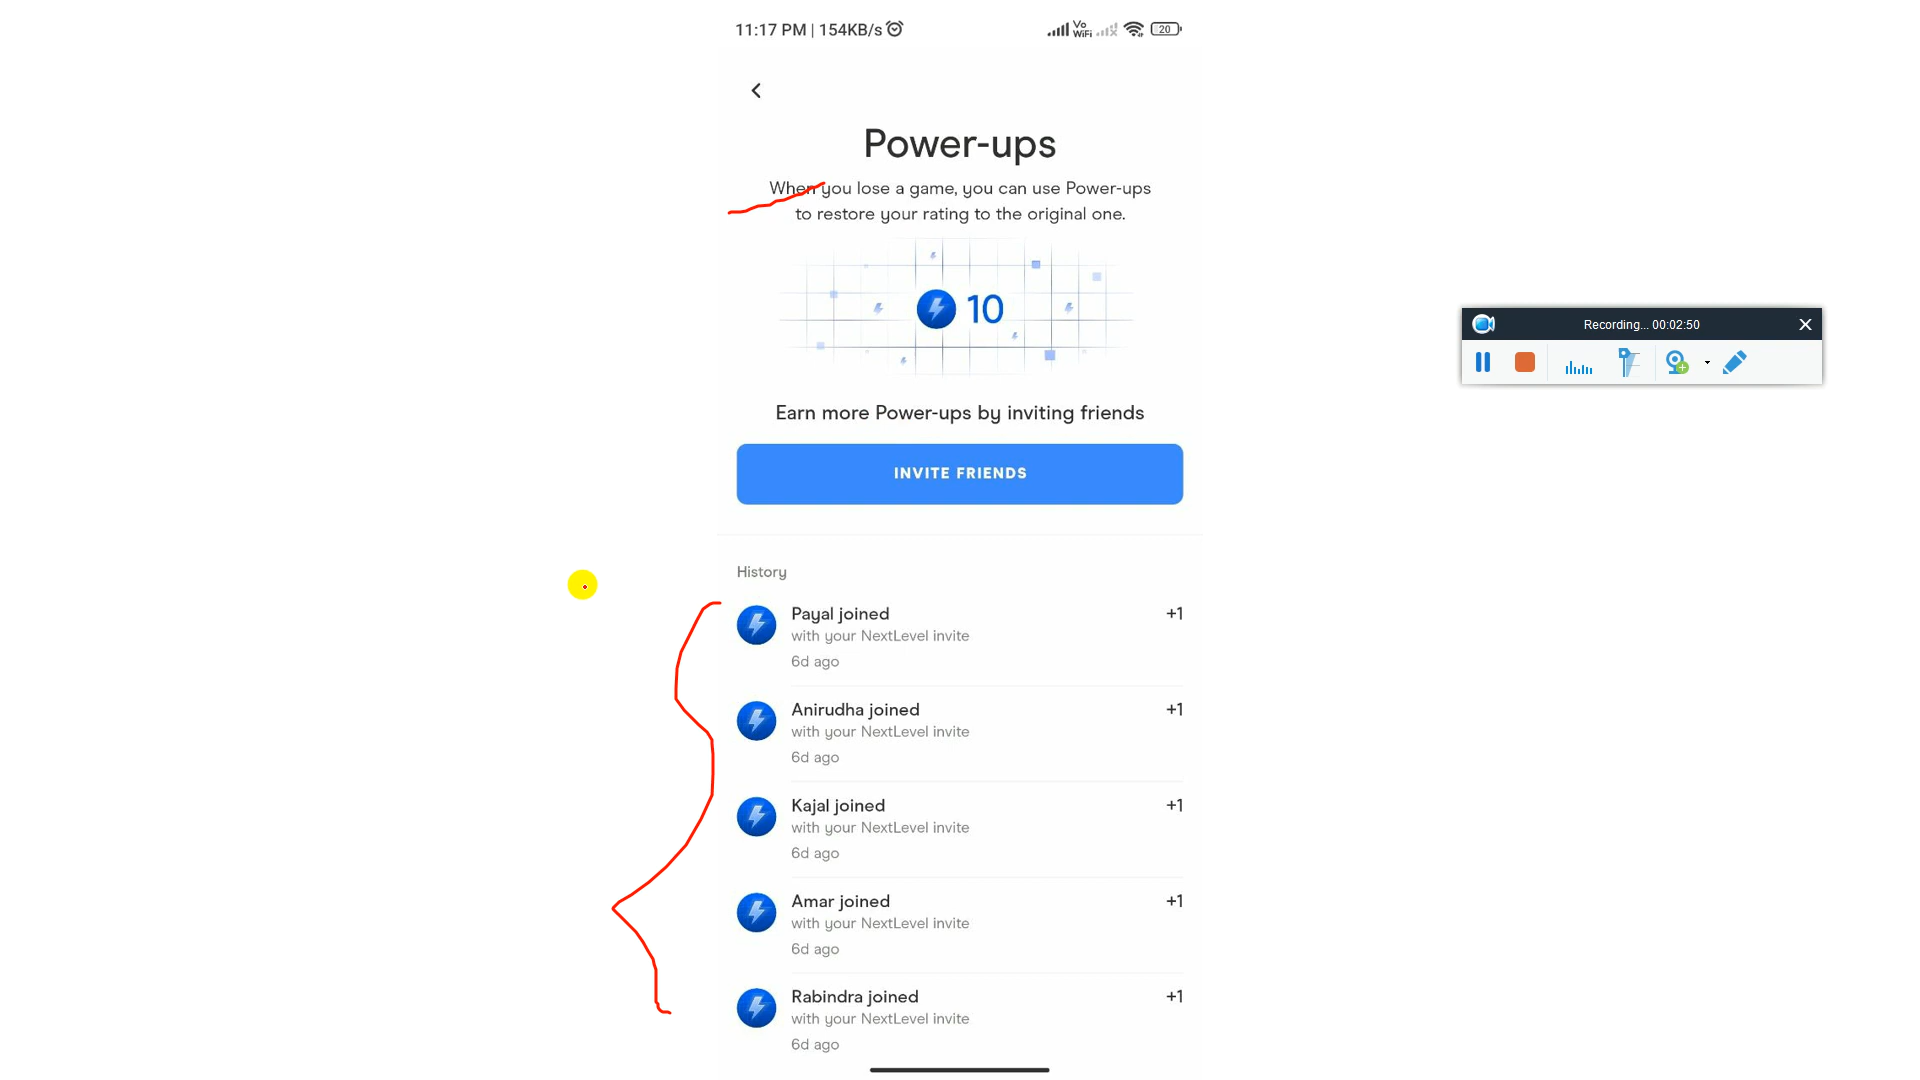 11:17 PM | 154KB/s
Vo
WiFi
20
Power-ups
When you lose a game, you can use Power-ups
to restore your rating to the original one.
10
Earn more Power-ups by inviting friends
INVITE FRIENDS
History
Payal joined +1
with your NextLevel invite
6d ago
Anirudha joined +1
with your NextLevel invite
6d ago
Kajal joined +1
with your NextLevel invite
6d ago
Amar joined +1
with your NextLevel invite
6d ago
Rabindra joined +1
with your NextLevel invite
6d ago
Recording... 00:02:50